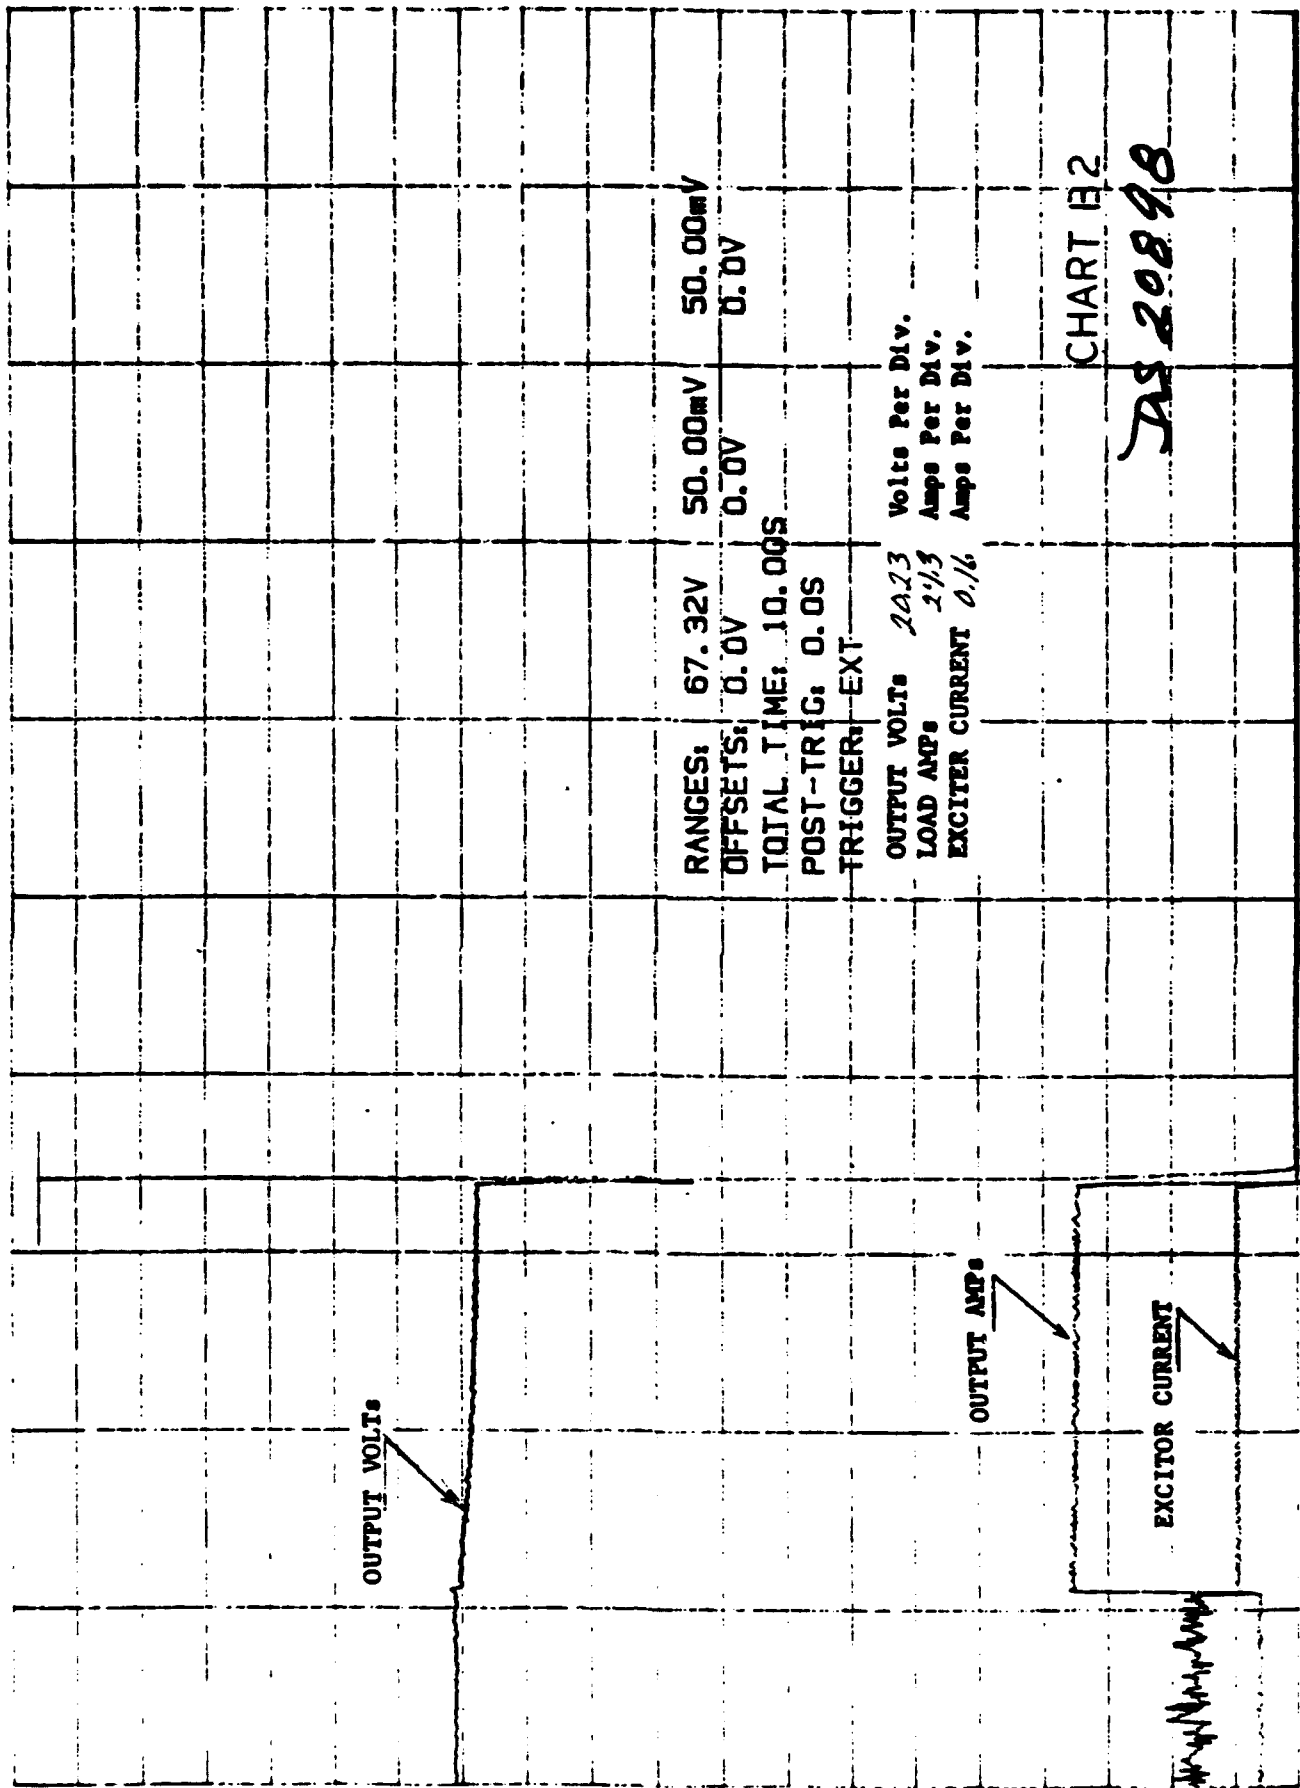 OUTPUT VOLTs
OUTPUT AMPs
EXCITOR CURRENT
RANGES: 67.32V 50.00mV 50.00mV
OFFSETS: 0.0V 0.0V 0.0V
TOTAL TIME: 10.00S
POST-TRIG: 0.0S
TRIGGER: EXT
OUTPUT VOLTs Volts Per Div.
LOAD AMPs Amps Per Div.
EXCITER CURRENT 0.16 Amps Per Div.
CHART B2
20898